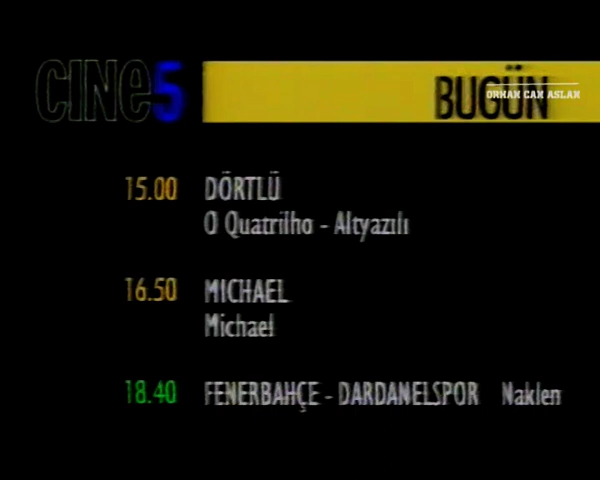 CINE5
BUGÜN
ORHAN CAN ASLAN
15.00 DÖRTLÜ
O Quatrilho - Altyazılı
16.50 MICHAEL
Michael
18.40 FENERBAHÇE - DARDANELSPOR Naklen